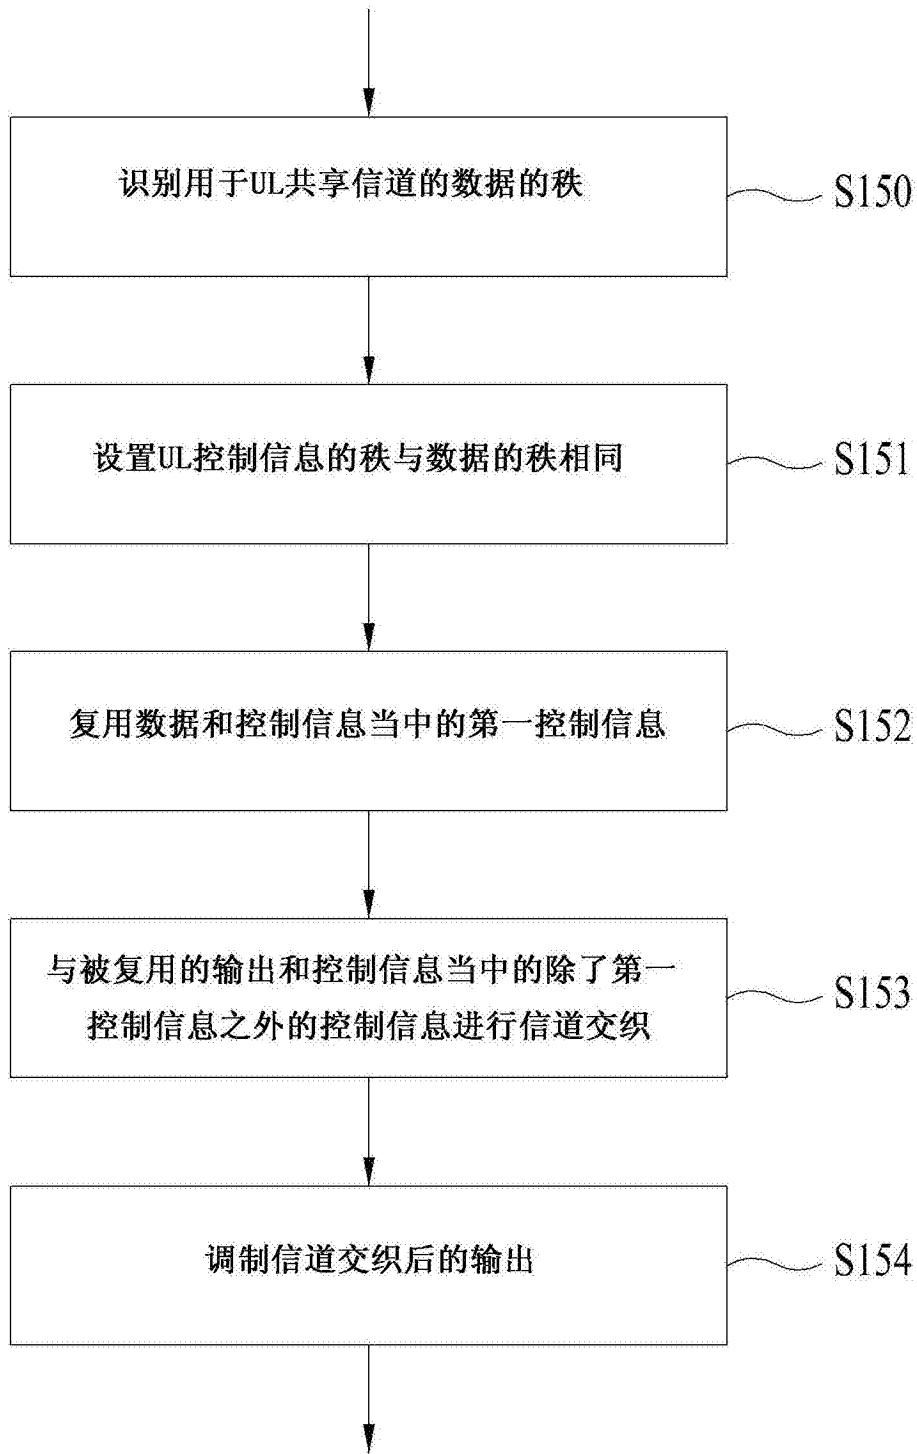 识别用于UL共享信道的数据的秩
S150
设置UL控制信息的秩与数据的秩相同
S151
复用数据和控制信息当中的第一控制信息
S152
与被复用的输出和控制信息当中的除了第一
控制信息之外的控制信息进行信道交织
S153
调制信道交织后的输出
S154